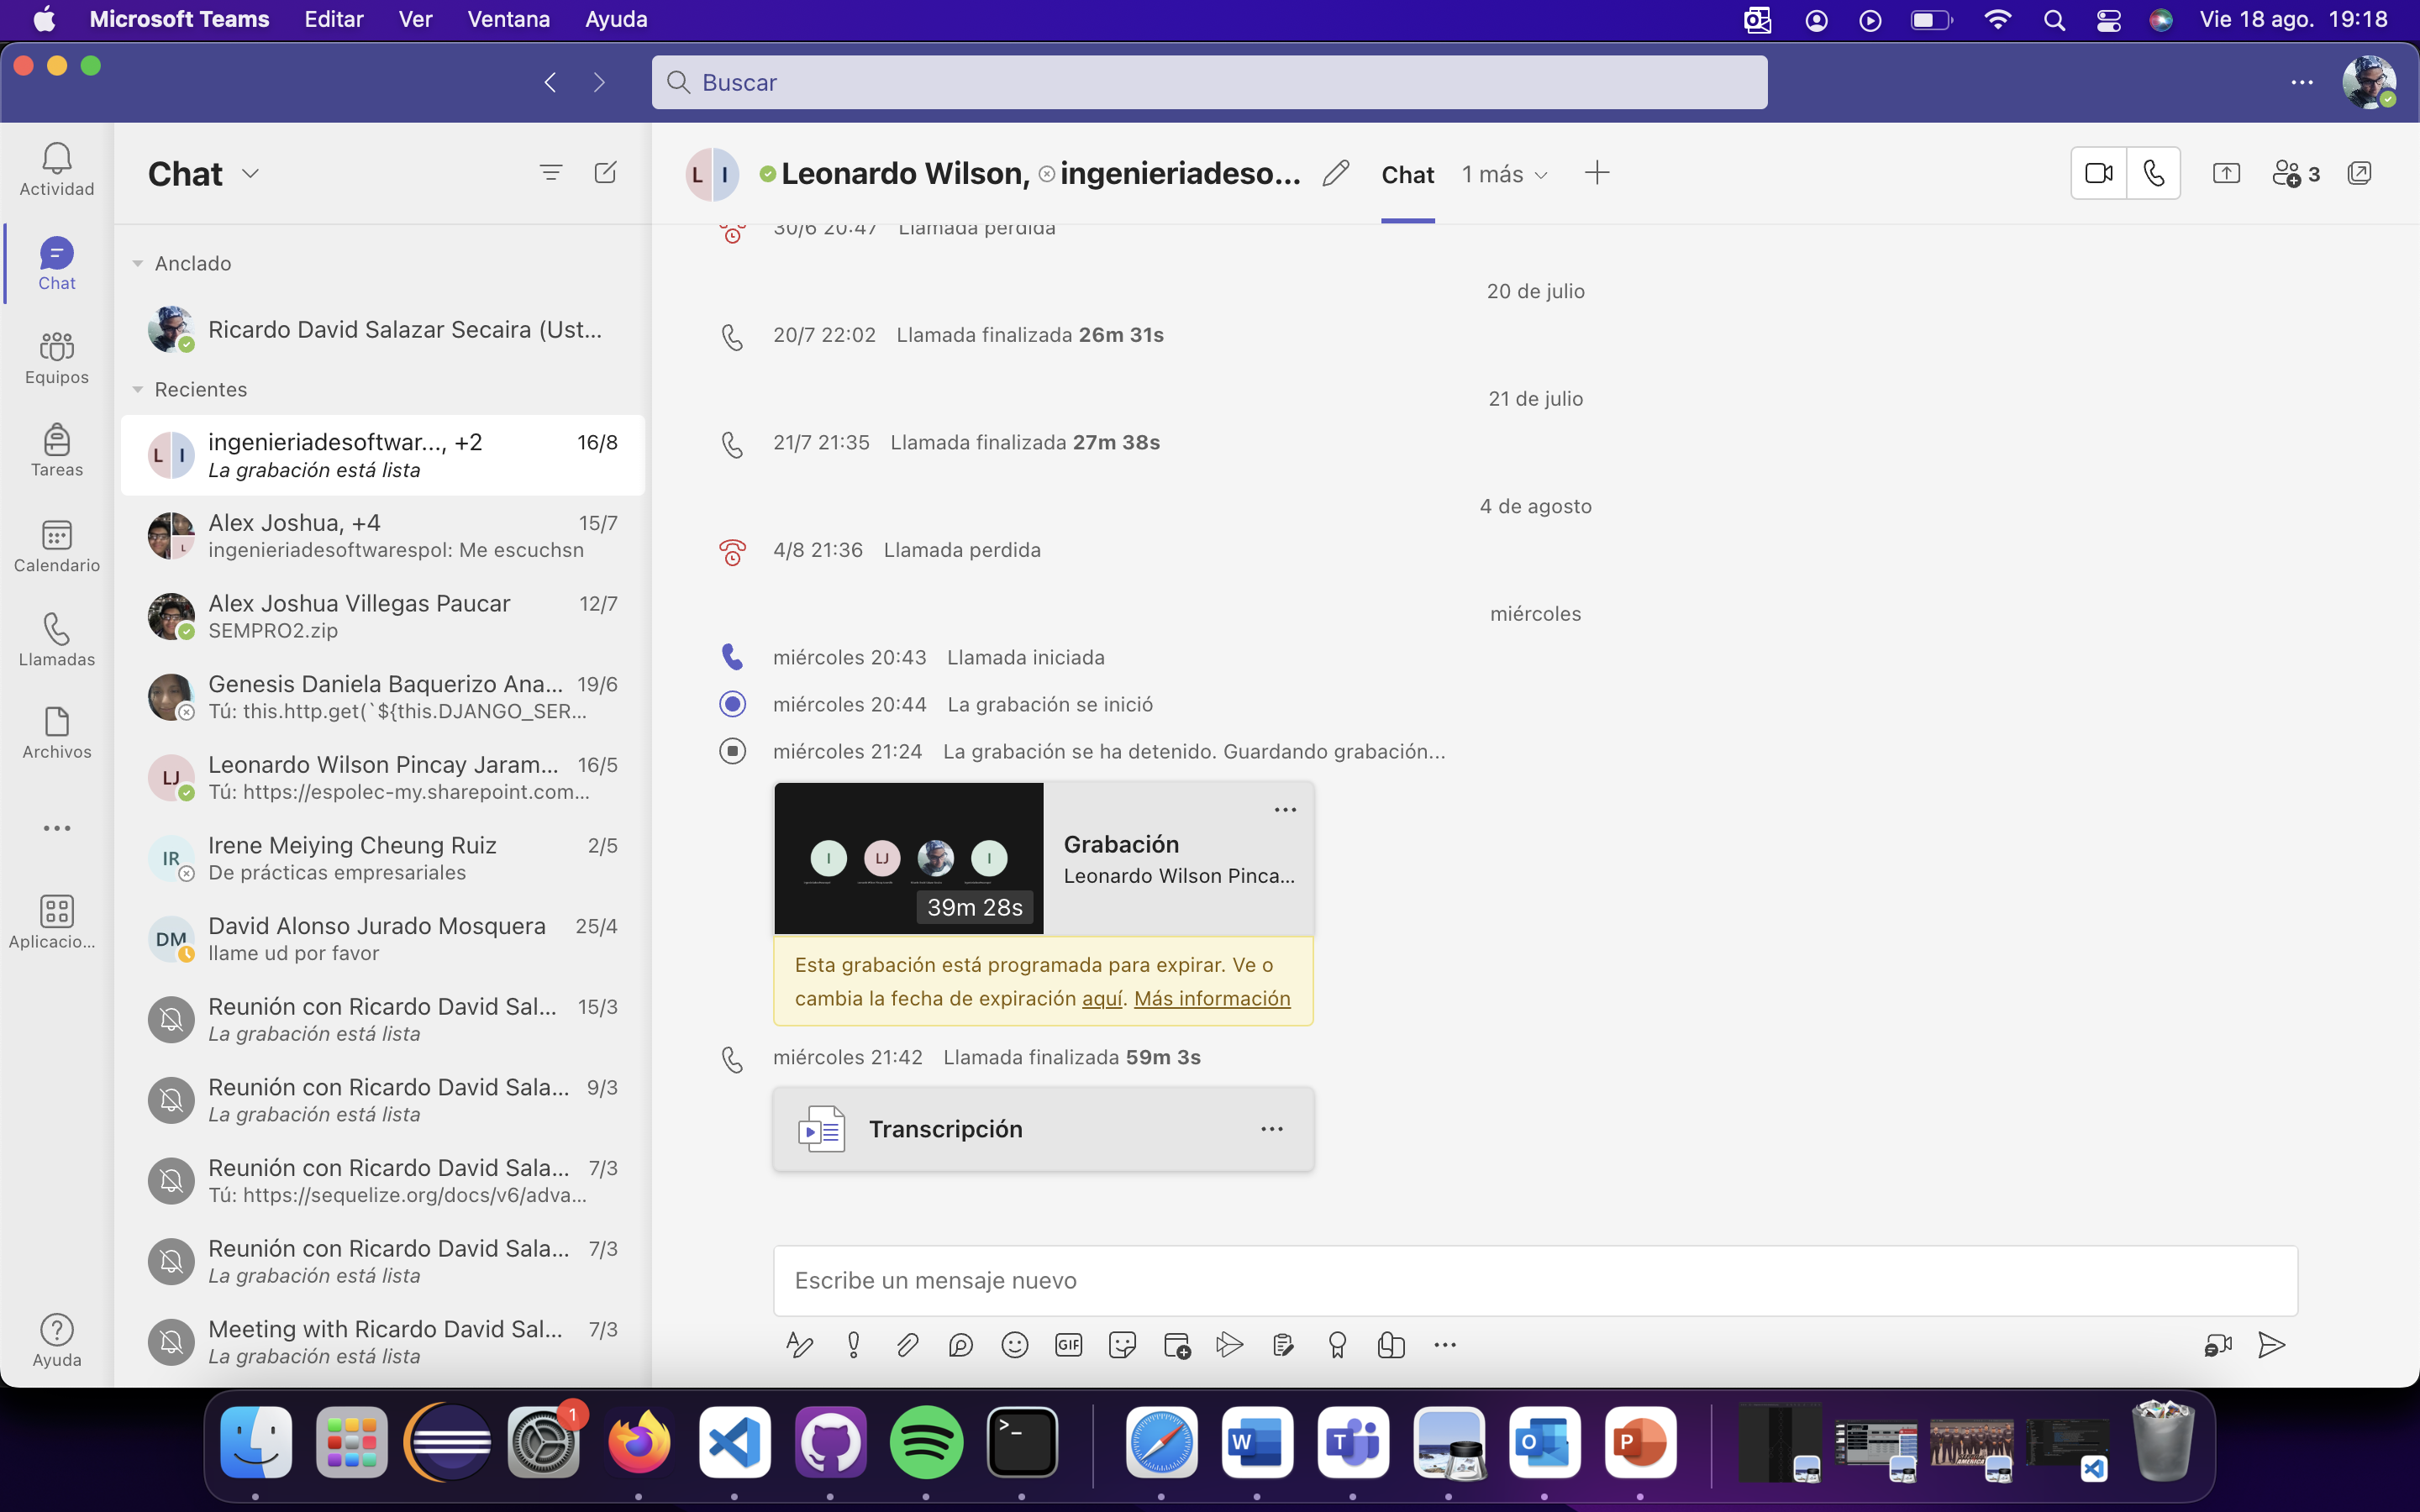 Microsoft Teams Editar Ver Ventana Ayuda Vie 18 ago. 19:18
Buscar
Actividad
Chat
Equipos
Tareas
Calendario
Llamadas
Archivos
Aplicacio...
Ayuda
Chat
Anclado
Ricardo David Salazar Secaira (Ust...
Recientes
L I ingenieriadesoftwar..., +2 16/8
La grabación está lista
Alex Joshua, +4 15/7
L ingenieriadesoftwarespol: Me escuchsn
Alex Joshua Villegas Paucar 12/7
SEMPRO2.zip
Genesis Daniela Baquerizo Ana... 19/6
Tú: this.http.get(`${this.DJANGO_SER...
LJ Leonardo Wilson Pincay Jaram... 16/5
Tú: https://espolec-my.sharepoint.com...
IR Irene Meiying Cheung Ruiz 2/5
De prácticas empresariales
DM David Alonso Jurado Mosquera 25/4
llame ud por favor
Reunión con Ricardo David Sal... 15/3
La grabación está lista
Reunión con Ricardo David Sala... 9/3
La grabación está lista
Reunión con Ricardo David Sala... 7/3
Tú: https://sequelize.org/docs/v6/adva...
Reunión con Ricardo David Sala... 7/3
La grabación está lista
Meeting with Ricardo David Sal... 7/3
La grabación está lista
L I Leonardo Wilson, ingenieriadeso... Chat 1 más 3
30/6 20:47 Llamada perdida
20 de julio
20/7 22:02 Llamada finalizada 26m 31s
21 de julio
21/7 21:35 Llamada finalizada 27m 38s
4 de agosto
4/8 21:36 Llamada perdida
miércoles
miércoles 20:43 Llamada iniciada
miércoles 20:44 La grabación se inició
miércoles 21:24 La grabación se ha detenido. Guardando grabación...
I LJ I
39m 28s
Grabación
Leonardo Wilson Pinca...
Esta grabación está programada para expirar. Ve o
cambia la fecha de expiración aquí. Más información
miércoles 21:42 Llamada finalizada 59m 3s
Transcripción
Escribe un mensaje nuevo
GIF
1
>_
W
T
O
P